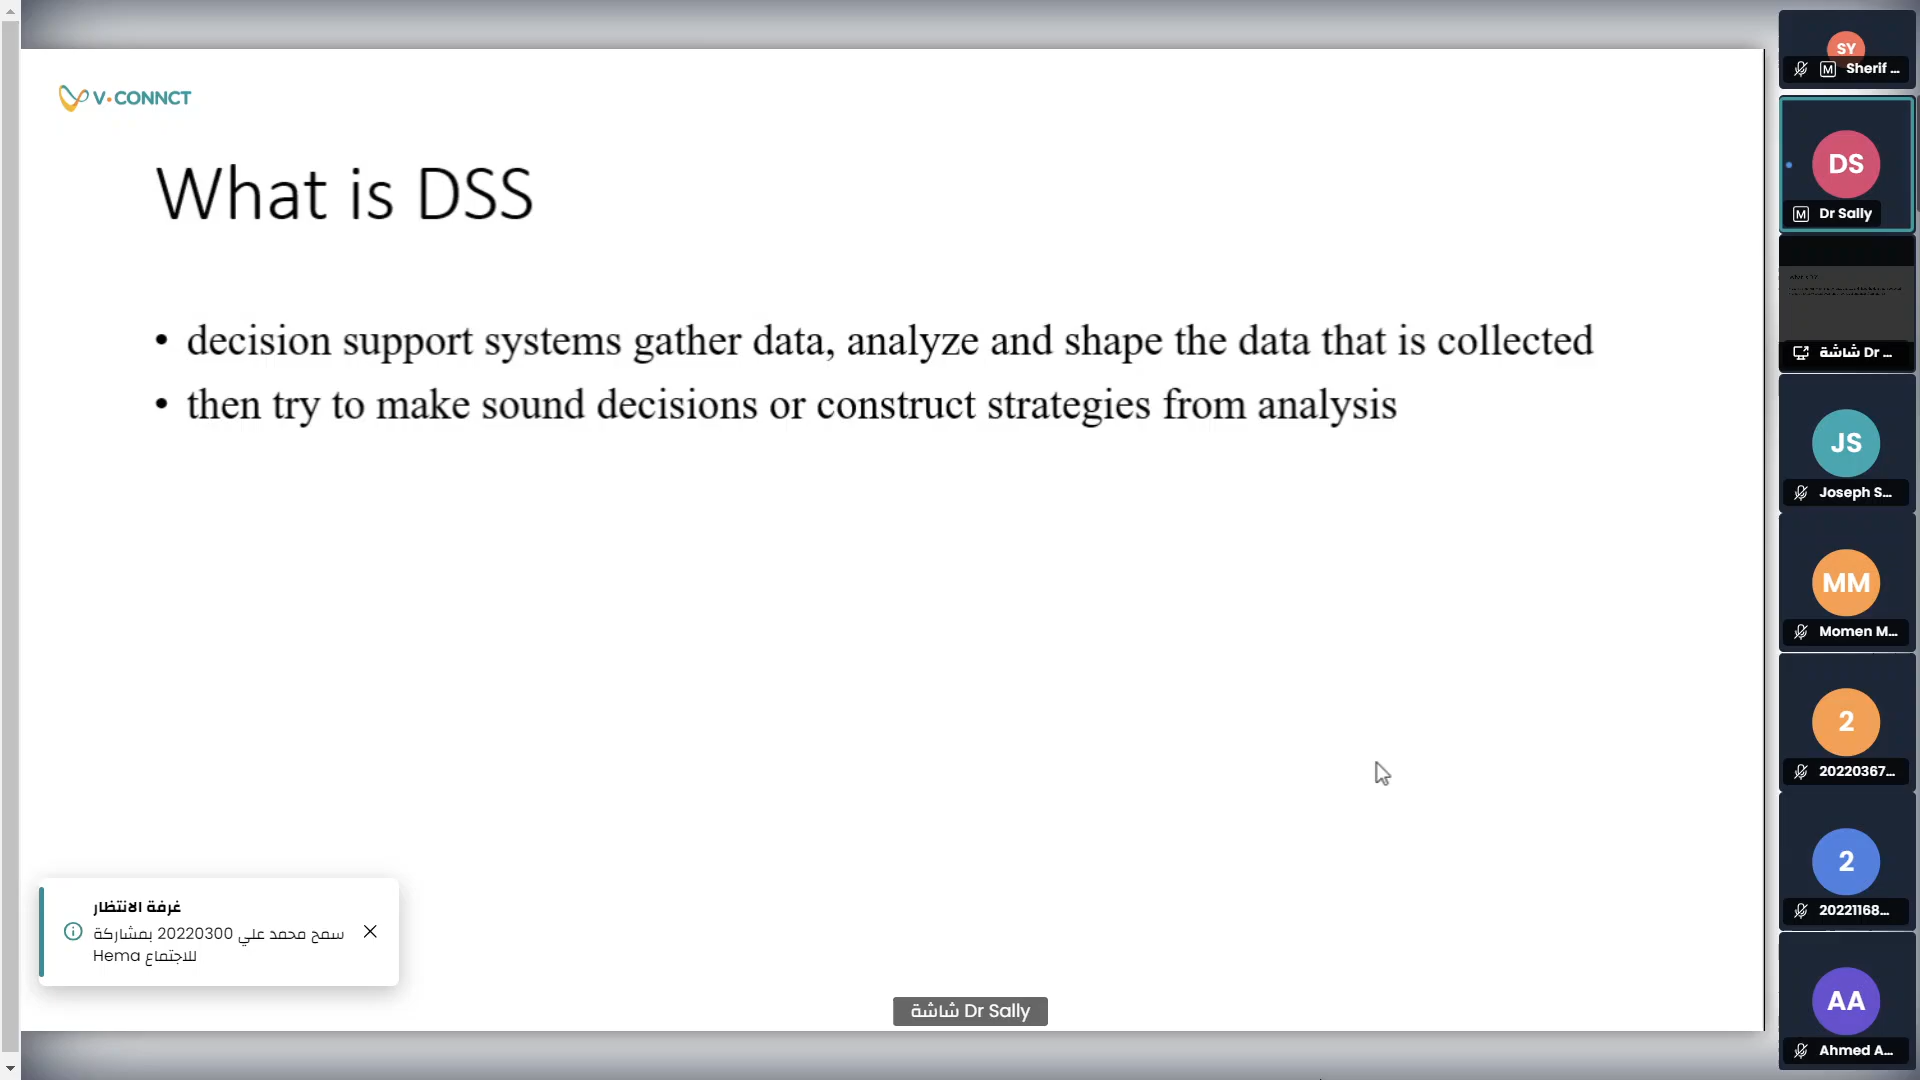 V·CONNCT
What is DSS
• decision support systems gather data, analyze and shape the data that is collected
• then try to make sound decisions or construct strategies from analysis
غرفة الانتظار
سمح محمد علي 20220300 بمشاركة
Hema للاجتماع
شاشة Dr Sally
SY
M Sherif ...
DS
M Dr Sally
شاشة Dr ...
JS
Joseph S...
MM
Momen M...
2
20220367...
2
20221168...
AA
Ahmed A...